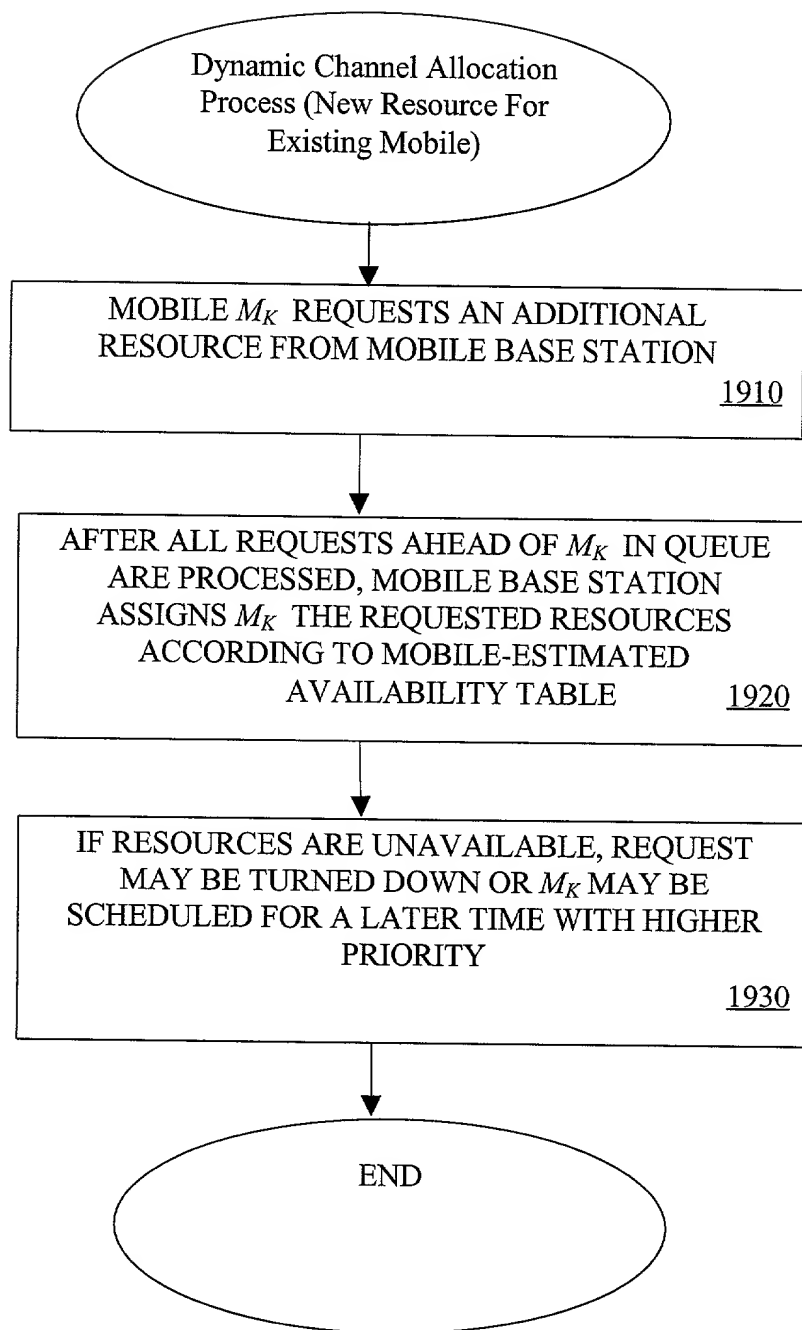 Dynamic Channel Allocation
Process (New Resource For
Existing Mobile)
MOBILE M_K REQUESTS AN ADDITIONAL
RESOURCE FROM MOBILE BASE STATION
1910
AFTER ALL REQUESTS AHEAD OF M_K IN QUEUE
ARE PROCESSED, MOBILE BASE STATION
ASSIGNS M_K THE REQUESTED RESOURCES
ACCORDING TO MOBILE-ESTIMATED
AVAILABILITY TABLE 1920
IF RESOURCES ARE UNAVAILABLE, REQUEST
MAY BE TURNED DOWN OR M_K MAY BE
SCHEDULED FOR A LATER TIME WITH HIGHER
PRIORITY
1930
END